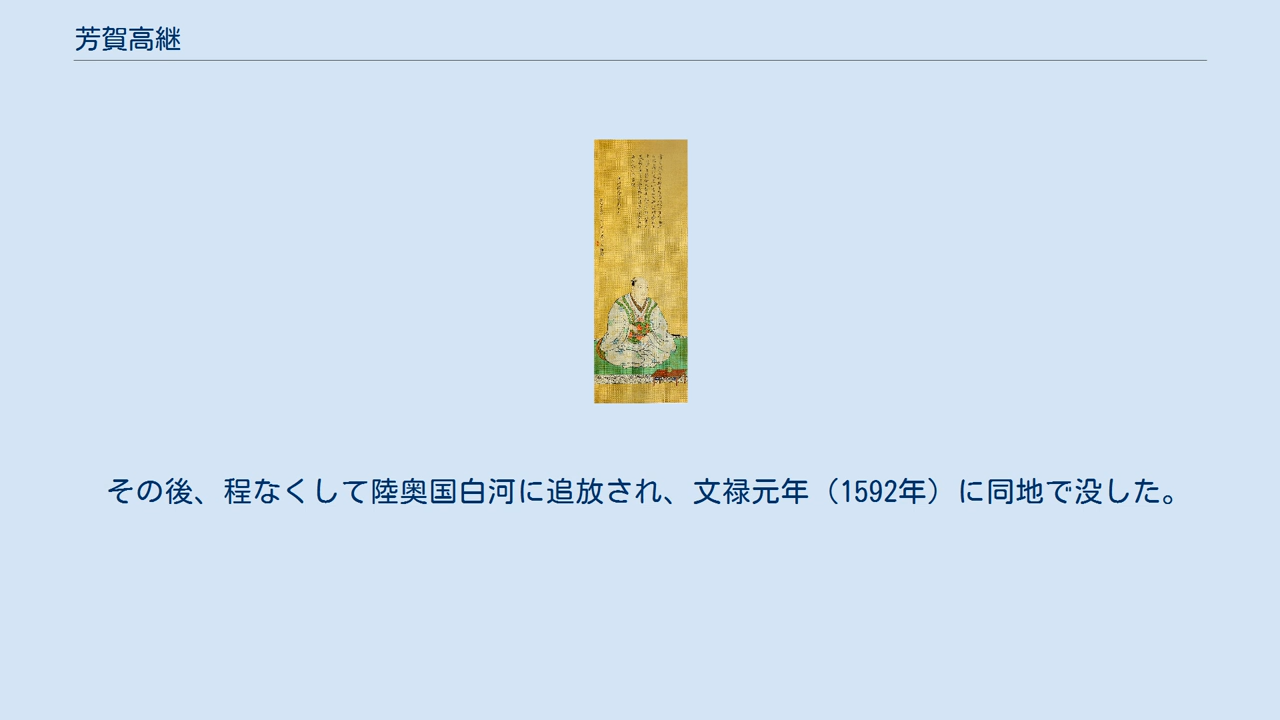 芳賀高継
その後、程なくして陸奥国白河に追放され、文禄元年（1592年）に同地で没した。